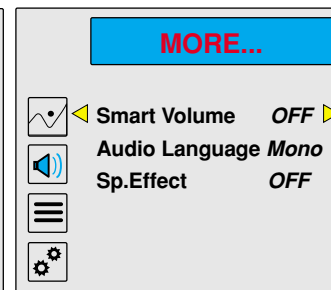 MORE...
Smart Volume OFF
Audio Language Mono
Sp.Effect OFF